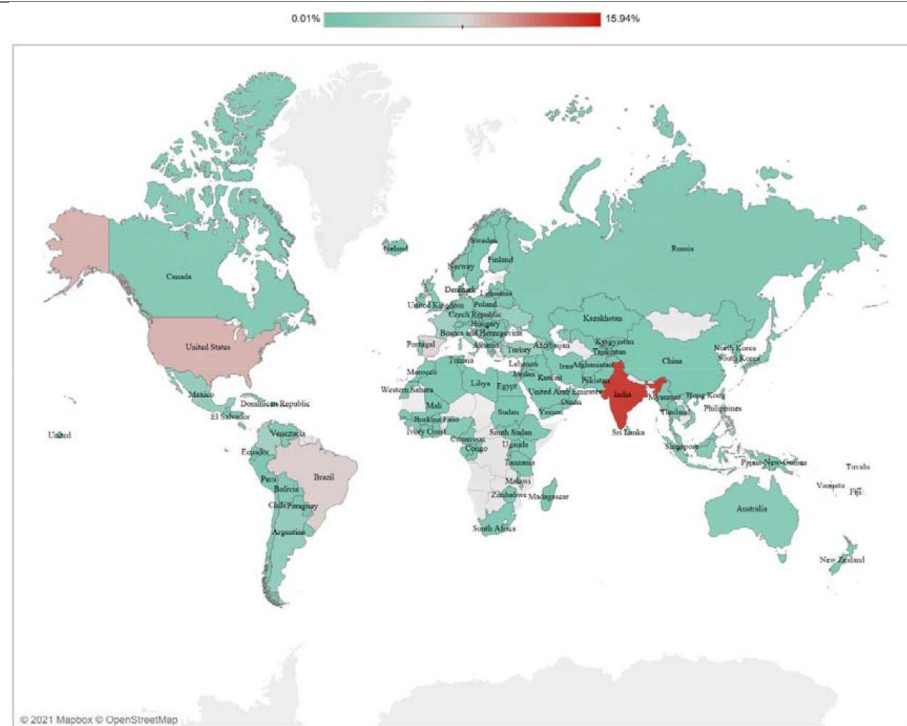 0.01% 15.94%
Iceland
Sweden
Russia
Finland
Norway
Canada
Denmark
Lithuania
United Kingdom
Poland
Czech Republic
Kazakhstan
Hungary
Bosnia and Herzegovina
United States
Portugal
Albania
Turkey
Azerbaijan
Kyrgyzstan
Tajikistan
North Korea
South Korea
China
Tunisia
Lebanon
Iran
Afghanistan
Morocco
Jordan
Kuwait
Pakistan
Libya
Egypt
Mexico
Western Sahara
United Arab Emirates
India
Hong Kong
Myanmar
Dominican Republic
Mali
Oman
Philippines
El Salvador
Sudan
Yemen
Thailand
Burkina Faso
Ivory Coast
South Sudan
Sri Lanka
United
Venezuela
Cameroon
Congo
Uganda
Singapore
Ecuador
Tanzania
Papua New Guinea
Tuvalu
Peru
Brazil
Malawi
Bolivia
Zimbabwe
Madagascar
Vanuatu
Fiji
Chile
Paraguay
Australia
Argentina
South Africa
New Zealand
© 2021 Mapbox © OpenStreetMap